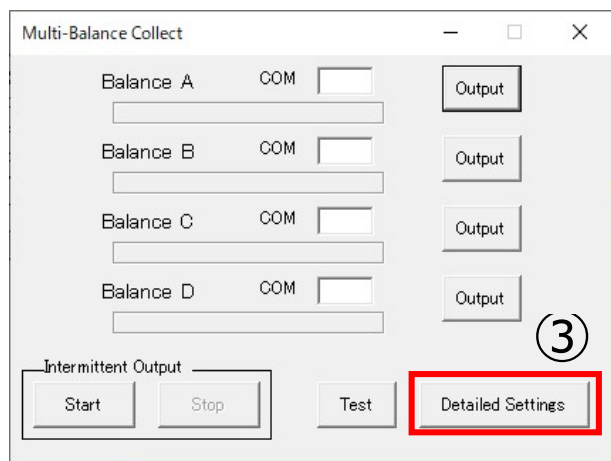 Multi-Balance Collect
Balance A COM Output
Balance B COM Output
Balance C COM Output
Balance D COM Output
③
Intermittent Output
Start Stop Test Detailed Settings